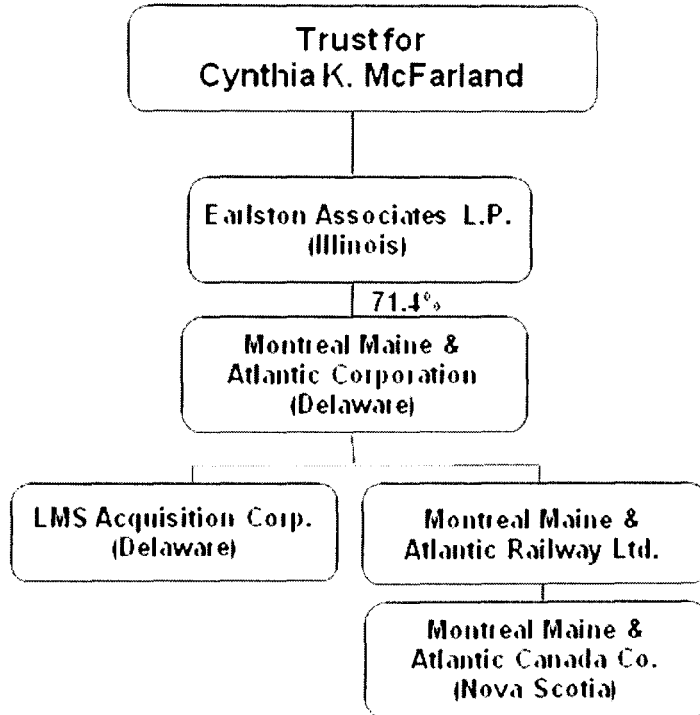 Trust for
Cynthia K. McFarland
Earlston Associates L.P.
(Illinois)
71.4%
Montreal Maine &
Atlantic Corporation
(Delaware)
LMS Acquisition Corp.
(Delaware)
Montreal Maine &
Atlantic Railway Ltd.
Montreal Maine &
Atlantic Canada Co.
(Nova Scotia)